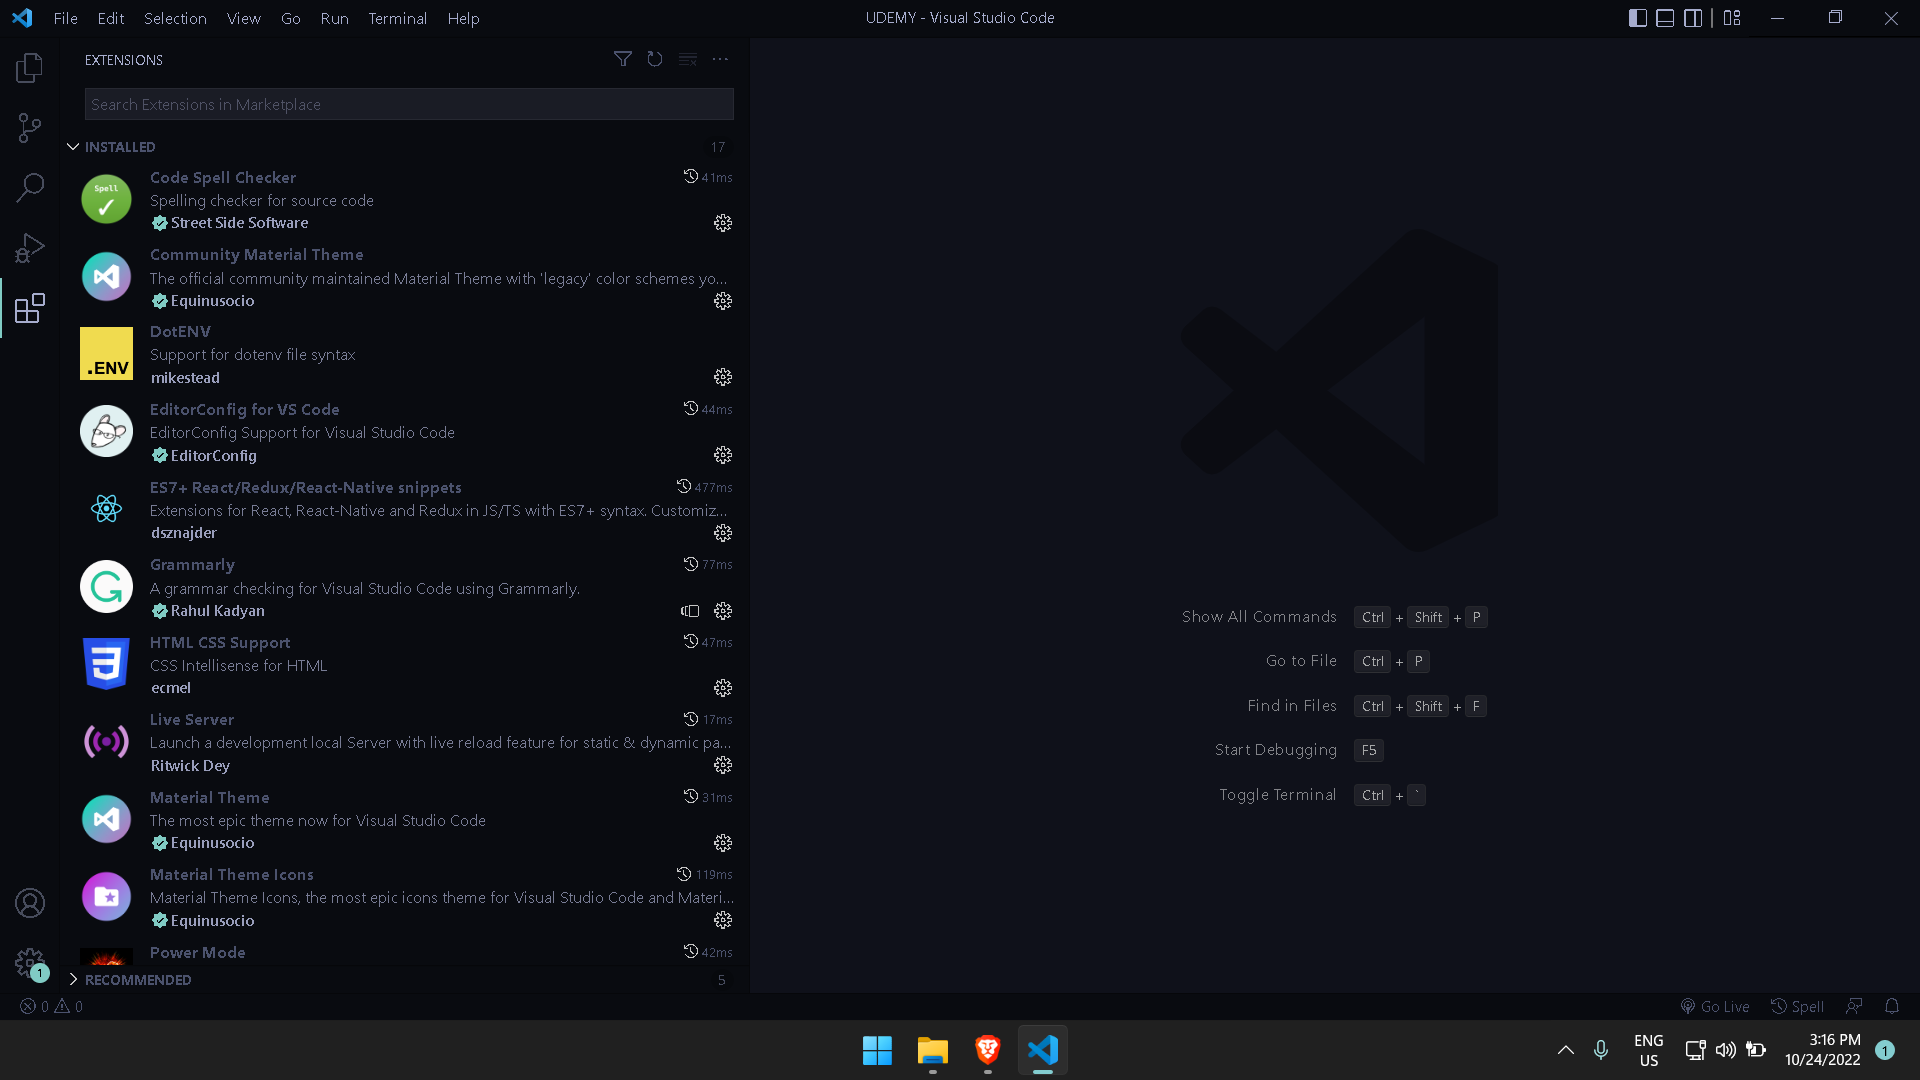 File Edit Selection View Go Run Terminal Help
UDEMY - Visual Studio Code
EXTENSIONS
Search Extensions in Marketplace
INSTALLED 17
Spell
Code Spell Checker 41ms
Spelling checker for source code
Street Side Software
Community Material Theme
The official community maintained Material Theme with 'legacy' color schemes yo...
Equinusocio
.ENV
DotENV
Support for dotenv file syntax
mikestead
EditorConfig for VS Code 44ms
EditorConfig Support for Visual Studio Code
EditorConfig
ES7+ React/Redux/React-Native snippets 477ms
Extensions for React, React-Native and Redux in JS/TS with ES7+ syntax. Customiz...
dsznajder
Grammarly 77ms
A grammar checking for Visual Studio Code using Grammarly.
Rahul Kadyan
HTML CSS Support 47ms
CSS Intellisense for HTML
ecmel
Live Server 17ms
Launch a development local Server with live reload feature for static & dynamic pa...
Ritwick Dey
Material Theme 31ms
The most epic theme now for Visual Studio Code
Equinusocio
Material Theme Icons 119ms
Material Theme Icons, the most epic icons theme for Visual Studio Code and Materi...
Equinusocio
Power Mode 42ms
RECOMMENDED 5
1
Show All Commands Ctrl + Shift + P
Go to File Ctrl + P
Find in Files Ctrl + Shift + F
Start Debugging F5
Toggle Terminal Ctrl + `
0 0
Go Live Spell
ENG
US
3:16 PM
10/24/2022
1